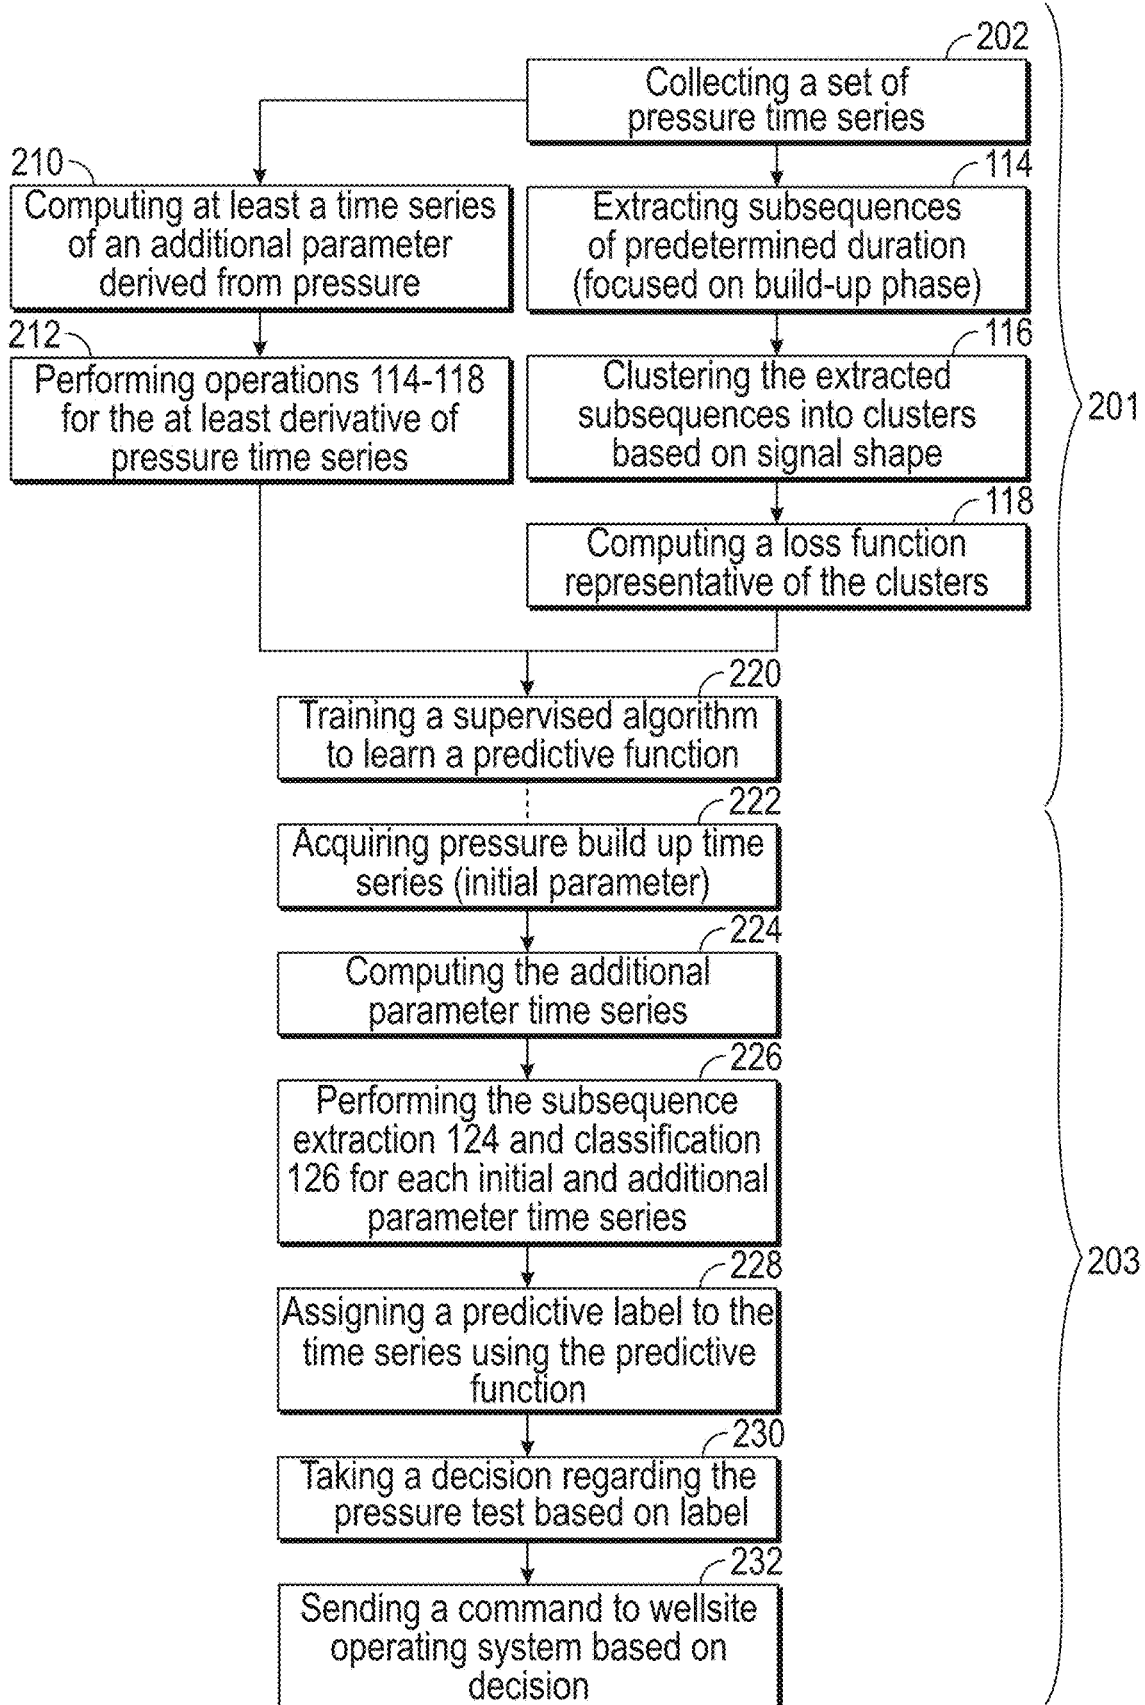 202
Collecting a set of
pressure time series
210
Computing at least a time series
of an additional parameter
derived from pressure
114
Extracting subsequences
of predetermined duration
(focused on build-up phase)
212
Performing operations 114-118
for the at least derivative of
pressure time series
116
Clustering the extracted
subsequences into clusters
based on signal shape
201
118
Computing a loss function
representative of the clusters
220
Training a supervised algorithm
to learn a predictive function
222
Acquiring pressure build up time
series (initial parameter)
224
Computing the additional
parameter time series
226
Performing the subsequence
extraction 124 and classification
126 for each initial and additional
parameter time series
203
228
Assigning a predictive label to the
time series using the predictive
function
230
Taking a decision regarding the
pressure test based on label
232
Sending a command to wellsite
operating system based on
decision